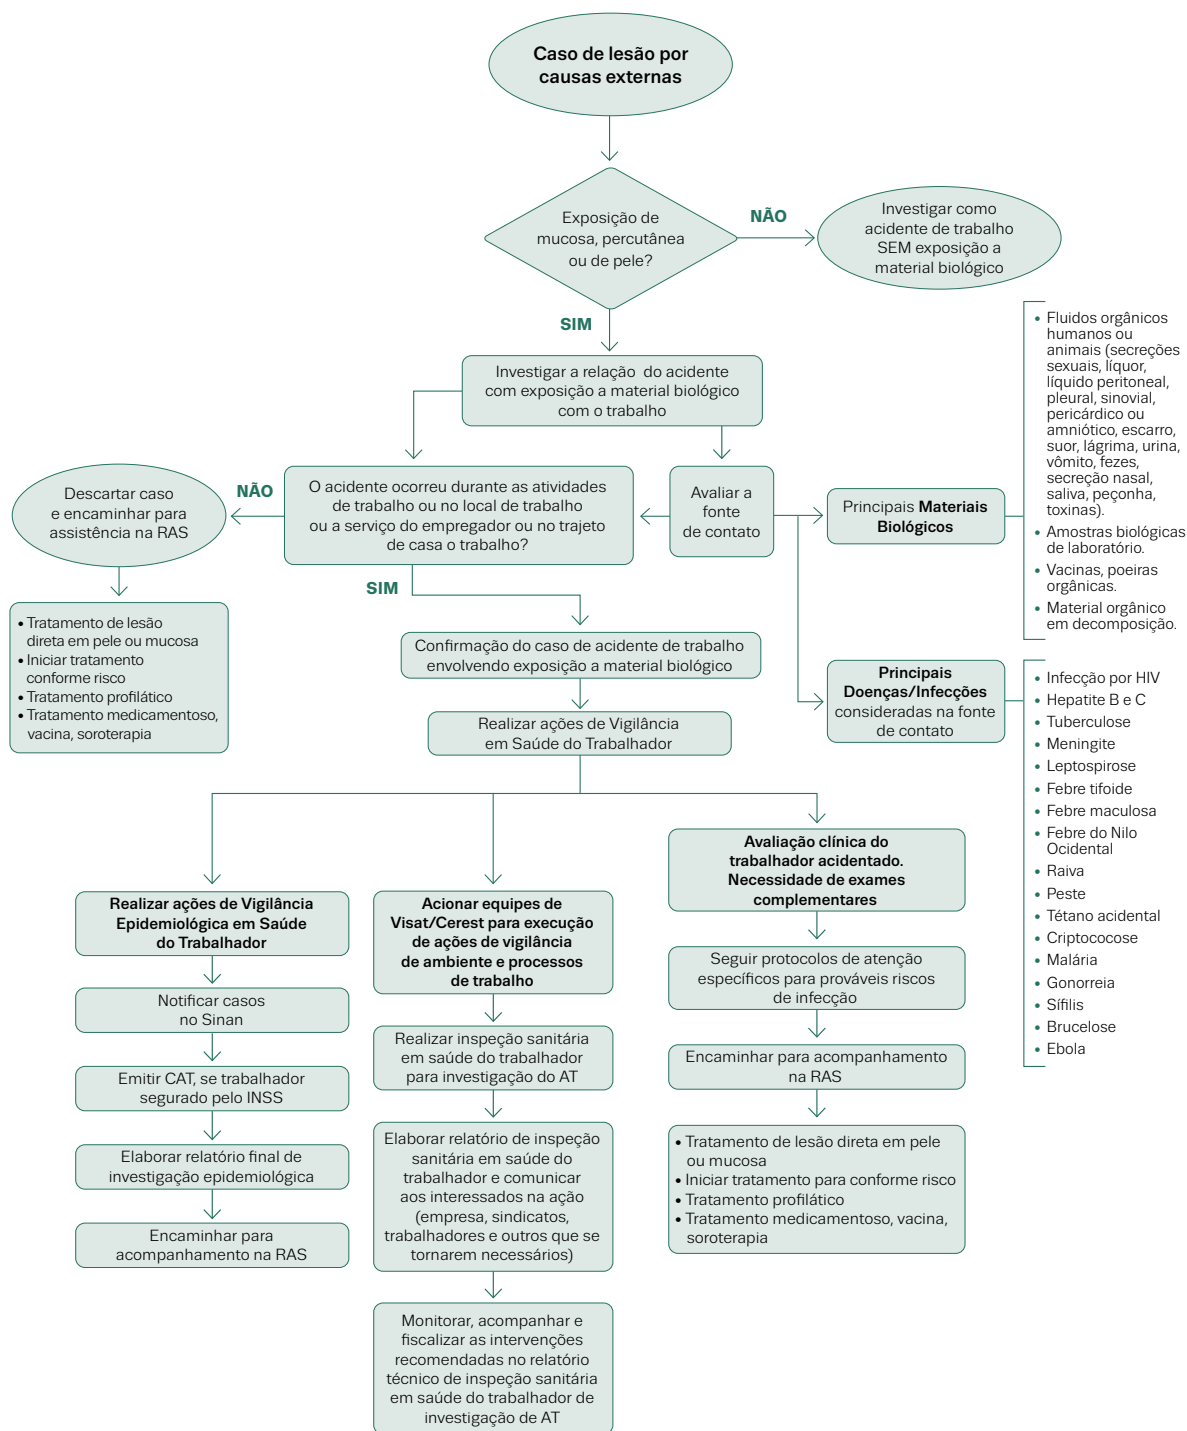 Caso de lesão por
causas externas
Exposição de
mucosa, percutânea
ou de pele?
NÃO
Investigar como
acidente de trabalho
SEM exposição a
material biológico
SIM
Investigar a relação do acidente
com exposição a material biológico
com o trabalho
O acidente ocorreu durante as atividades
de trabalho ou no local de trabalho
ou a serviço do empregador ou no trajeto
de casa o trabalho?
NÃO
Descartar caso
e encaminhar para
assistência na RAS
• Tratamento de lesão
direta em pele ou mucosa
• Iniciar tratamento
conforme risco
• Tratamento profilático
• Tratamento medicamentoso,
vacina, soroterapia
Avaliar a
fonte
de contato
Principais Materiais
Biológicos
• Fluidos orgânicos
humanos ou
animais (secreções
sexuais, líquor,
líquido peritoneal,
pleural, sinovial,
pericárdico ou
amniótico, escarro,
suor, lágrima, urina,
vômito, fezes,
secreção nasal,
saliva, peçonha,
toxinas).
• Amostras biológicas
de laboratório.
• Vacinas, poeiras
orgânicas.
• Material orgânico
em decomposição.
Principais
Doenças/Infecções
consideradas na fonte
de contato
• Infecção por HIV
• Hepatite B e C
• Tuberculose
• Meningite
• Leptospirose
• Febre tifoide
• Febre maculosa
• Febre do Nilo
Ocidental
• Raiva
• Peste
• Tétano acidental
• Criptococose
• Malária
• Gonorreia
• Sífilis
• Brucelose
• Ebola
SIM
Confirmação do caso de acidente de trabalho
envolvendo exposição a material biológico
Realizar ações de Vigilância
em Saúde do Trabalhador
Realizar ações de Vigilância
Epidemiológica em Saúde
do Trabalhador
Notificar casos
no Sinan
Emitir CAT, se trabalhador
segurado pelo INSS
Elaborar relatório final de
investigação epidemiológica
Encaminhar para
acompanhamento na RAS
Acionar equipes de
Visat/Cerest para execução
de ações de vigilância
de ambiente e processos
de trabalho
Realizar inspeção sanitária
em saúde do trabalhador
para investigação do AT
Elaborar relatório de inspeção
sanitária em saúde do
trabalhador e comunicar
aos interessados na ação
(empresa, sindicatos,
trabalhadores e outros que se
tornarem necessários)
Monitorar, acompanhar e
fiscalizar as intervenções
recomendadas no relatório
técnico de inspeção sanitária
em saúde do trabalhador de
investigação de AT
Avaliação clínica do
trabalhador acidentado.
Necessidade de exames
complementares
Seguir protocolos de atenção
específicos para prováveis riscos
de infecção
Encaminhar para acompanhamento
na RAS
• Tratamento de lesão direta em pele
ou mucosa
• Iniciar tratamento para conforme risco
• Tratamento profilático
• Tratamento medicamentoso, vacina,
soroterapia